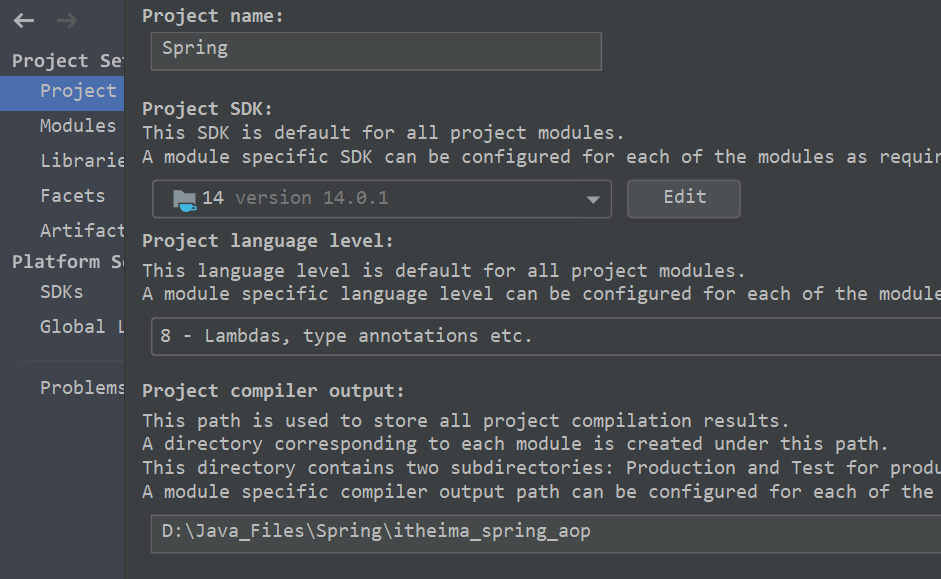 Project name:
Spring
Project Se
Project
Project SDK:
Modules
This SDK is default for all project modules.
Librarie
A module specific SDK can be configured for each of the modules as requir
Facets
14 version 14.0.1
Edit
Artifact
Project language level:
Platform Se
This language level is default for all project modules.
SDKs
A module specific language level can be configured for each of the module
Global L
8 - Lambdas, type annotations etc.
Problems
Project compiler output:
This path is used to store all project compilation results.
A directory corresponding to each module is created under this path.
This directory contains two subdirectories: Production and Test for produ
A module specific compiler output path can be configured for each of the
D:\Java_Files\Spring\itheima_spring_aop